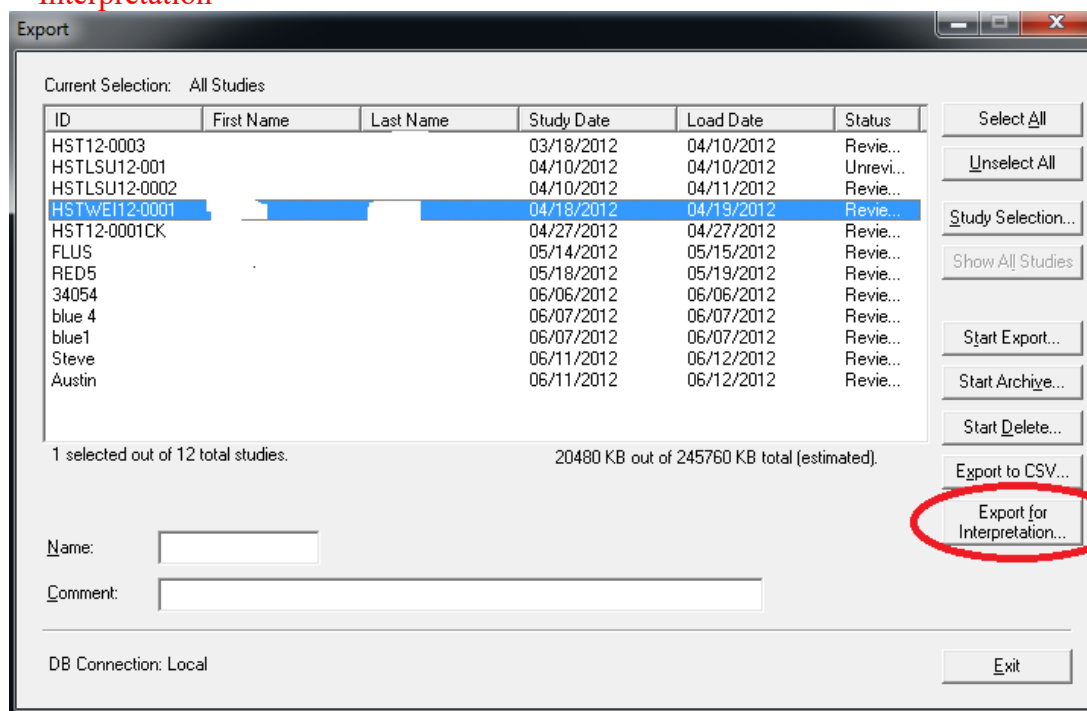 Interpretation
Export
Current Selection: All Studies
ID First Name Last Name Study Date Load Date Status
HST12-0003 03/18/2012 04/10/2012 Revie...
HSTLSU12-001 04/10/2012 04/10/2012 Unrevi...
HSTLSU12-0002 04/10/2012 04/11/2012 Revie...
HSTWEI12-0001 04/18/2012 04/19/2012 Revie...
HST12-0001CK 04/27/2012 04/27/2012 Revie...
FLUS 05/14/2012 05/15/2012 Revie...
RED5 05/18/2012 05/19/2012 Revie...
34054 06/06/2012 06/06/2012 Revie...
blue 4 06/07/2012 06/07/2012 Revie...
blue1 06/07/2012 06/07/2012 Revie...
Steve 06/11/2012 06/12/2012 Revie...
Austin 06/11/2012 06/12/2012 Revie...
1 selected out of 12 total studies. 20480 KB out of 245760 KB total (estimated).
Select All
Unselect All
Study Selection...
Show All Studies
Start Export...
Start Archive...
Start Delete...
Export to CSV...
Export for
Interpretation...
Name:
Comment:
DB Connection: Local
Exit